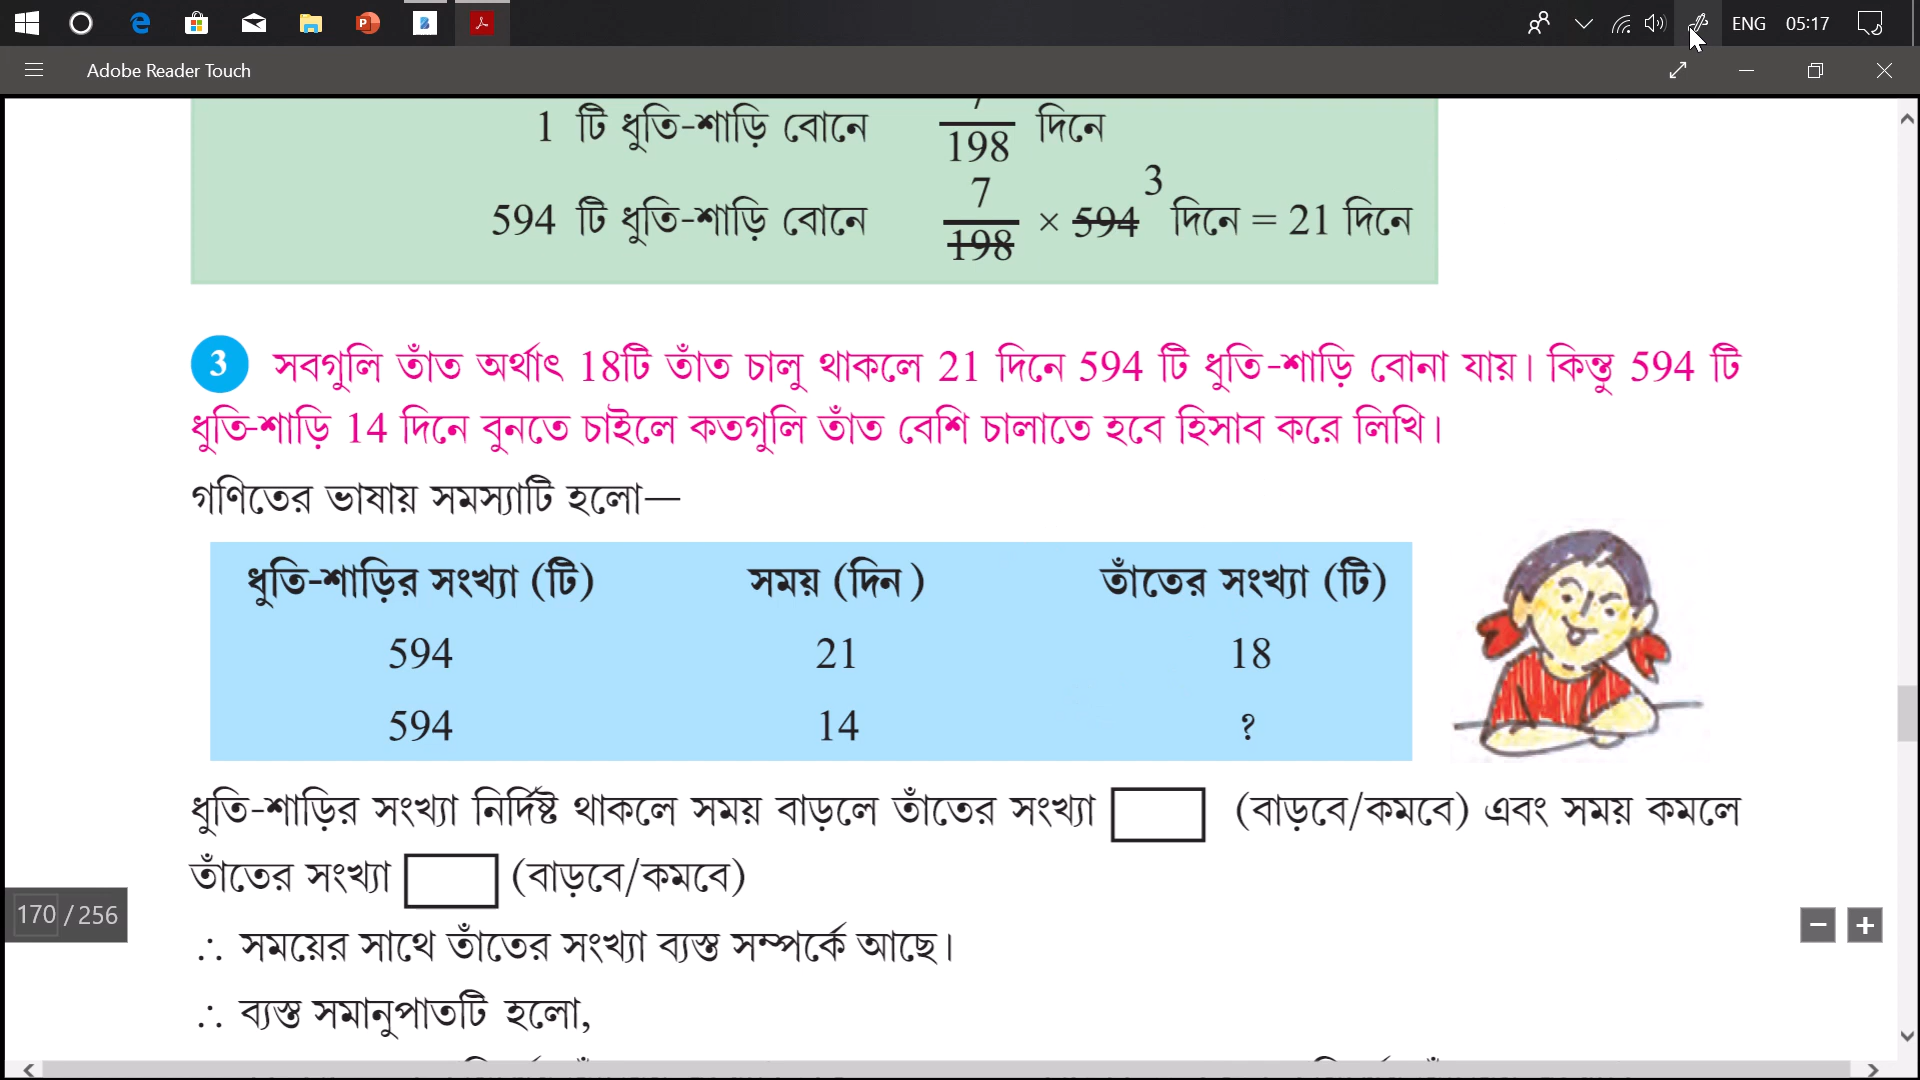 ENG 05:17
Adobe Reader Touch
1 টি ধুতি-শাড়ি বোনে 7/198 দিনে
594 টি ধুতি-শাড়ি বোনে 7/198 × 594 3 দিনে = 21 দিনে
3 সবগুলি তাঁত অর্থাৎ 18টি তাঁত চালু থাকলে 21 দিনে 594 টি ধুতি-শাড়ি বোনা যায়। কিন্তু 594 টি
ধুতি-শাড়ি 14 দিনে বুনতে চাইলে কতগুলি তাঁত বেশি চালাতে হবে হিসাব করে লিখি।
গণিতের ভাষায় সমস্যাটি হলো—
ধুতি-শাড়ির সংখ্যা (টি) সময় (দিন) তাঁতের সংখ্যা (টি)
594 21 18
594 14 ?
ধুতি-শাড়ির সংখ্যা নির্দিষ্ট থাকলে সময় বাড়লে তাঁতের সংখ্যা (বাড়বে/কমবে) এবং সময় কমলে
তাঁতের সংখ্যা (বাড়বে/কমবে)
170 / 256
∴ সময়ের সাথে তাঁতের সংখ্যা ব্যস্ত সম্পর্কে আছে।
∴ ব্যস্ত সমানুপাতটি হলো,